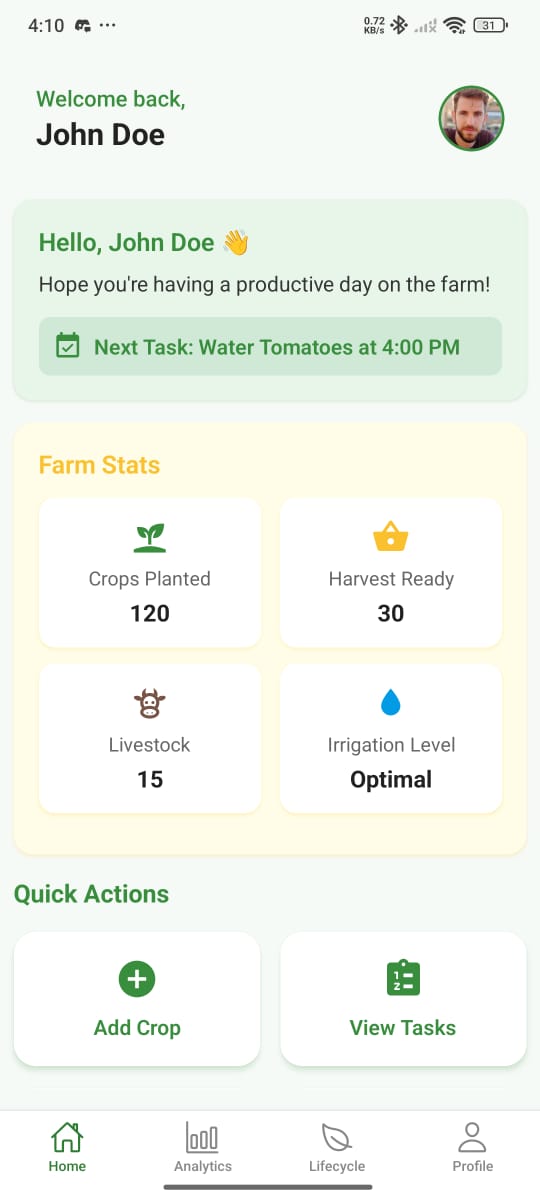 4:10
0.72
KB/s
31
Welcome back,
John Doe
Hello, John Doe 👋
Hope you're having a productive day on the farm!
Next Task: Water Tomatoes at 4:00 PM
Farm Stats
Crops Planted
120
Harvest Ready
30
Livestock
15
Irrigation Level
Optimal
Quick Actions
Add Crop
View Tasks
Home
Analytics
Lifecycle
Profile